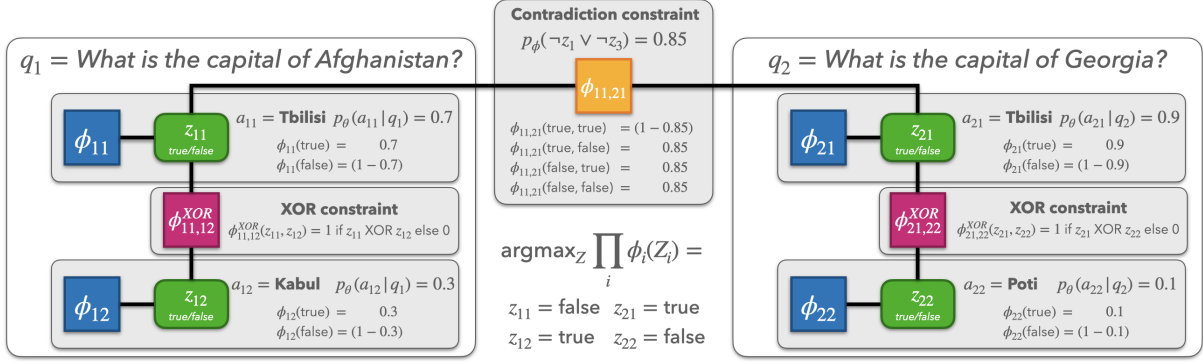 Contradiction constraint
p_ϕ(¬z₁ ∨ ¬z₃) = 0.85
ϕ₁₁,₂₁
ϕ₁₁,₂₁(true, true) = (1 − 0.85)
ϕ₁₁,₂₁(true, false) = 0.85
ϕ₁₁,₂₁(false, true) = 0.85
ϕ₁₁,₂₁(false, false) = 0.85
q₁ = What is the capital of Afghanistan?
ϕ₁₁
z₁₁
true/false
a₁₁ = Tbilisi p_θ(a₁₁|q₁) = 0.7
ϕ₁₁(true) = 0.7
ϕ₁₁(false) = (1 − 0.7)
ϕ^XOR_11,12
XOR constraint
ϕ^XOR_11,12(z₁₁, z₁₂) = 1 if z₁₁ XOR z₁₂ else 0
ϕ₁₂
z₁₂
true/false
a₁₂ = Kabul p_θ(a₁₂|q₁) = 0.3
ϕ₁₂(true) = 0.3
ϕ₁₂(false) = (1 − 0.3)
argmax_Z ∏_i ϕ_i(Z_i) =
z₁₁ = false z₂₁ = true
z₁₂ = true z₂₂ = false
q₂ = What is the capital of Georgia?
ϕ₂₁
z₂₁
true/false
a₂₁ = Tbilisi p_θ(a₂₁|q₂) = 0.9
ϕ₂₁(true) = 0.9
ϕ₂₁(false) = (1 − 0.9)
ϕ^XOR_21,22
XOR constraint
ϕ^XOR_21,22(z₂₁, z₂₂) = 1 if z₂₁ XOR z₂₂ else 0
ϕ₂₂
z₂₂
true/false
a₂₂ = Poti p_θ(a₂₂|q₂) = 0.1
ϕ₂₂(true) = 0.1
ϕ₂₂(false) = (1 − 0.1)